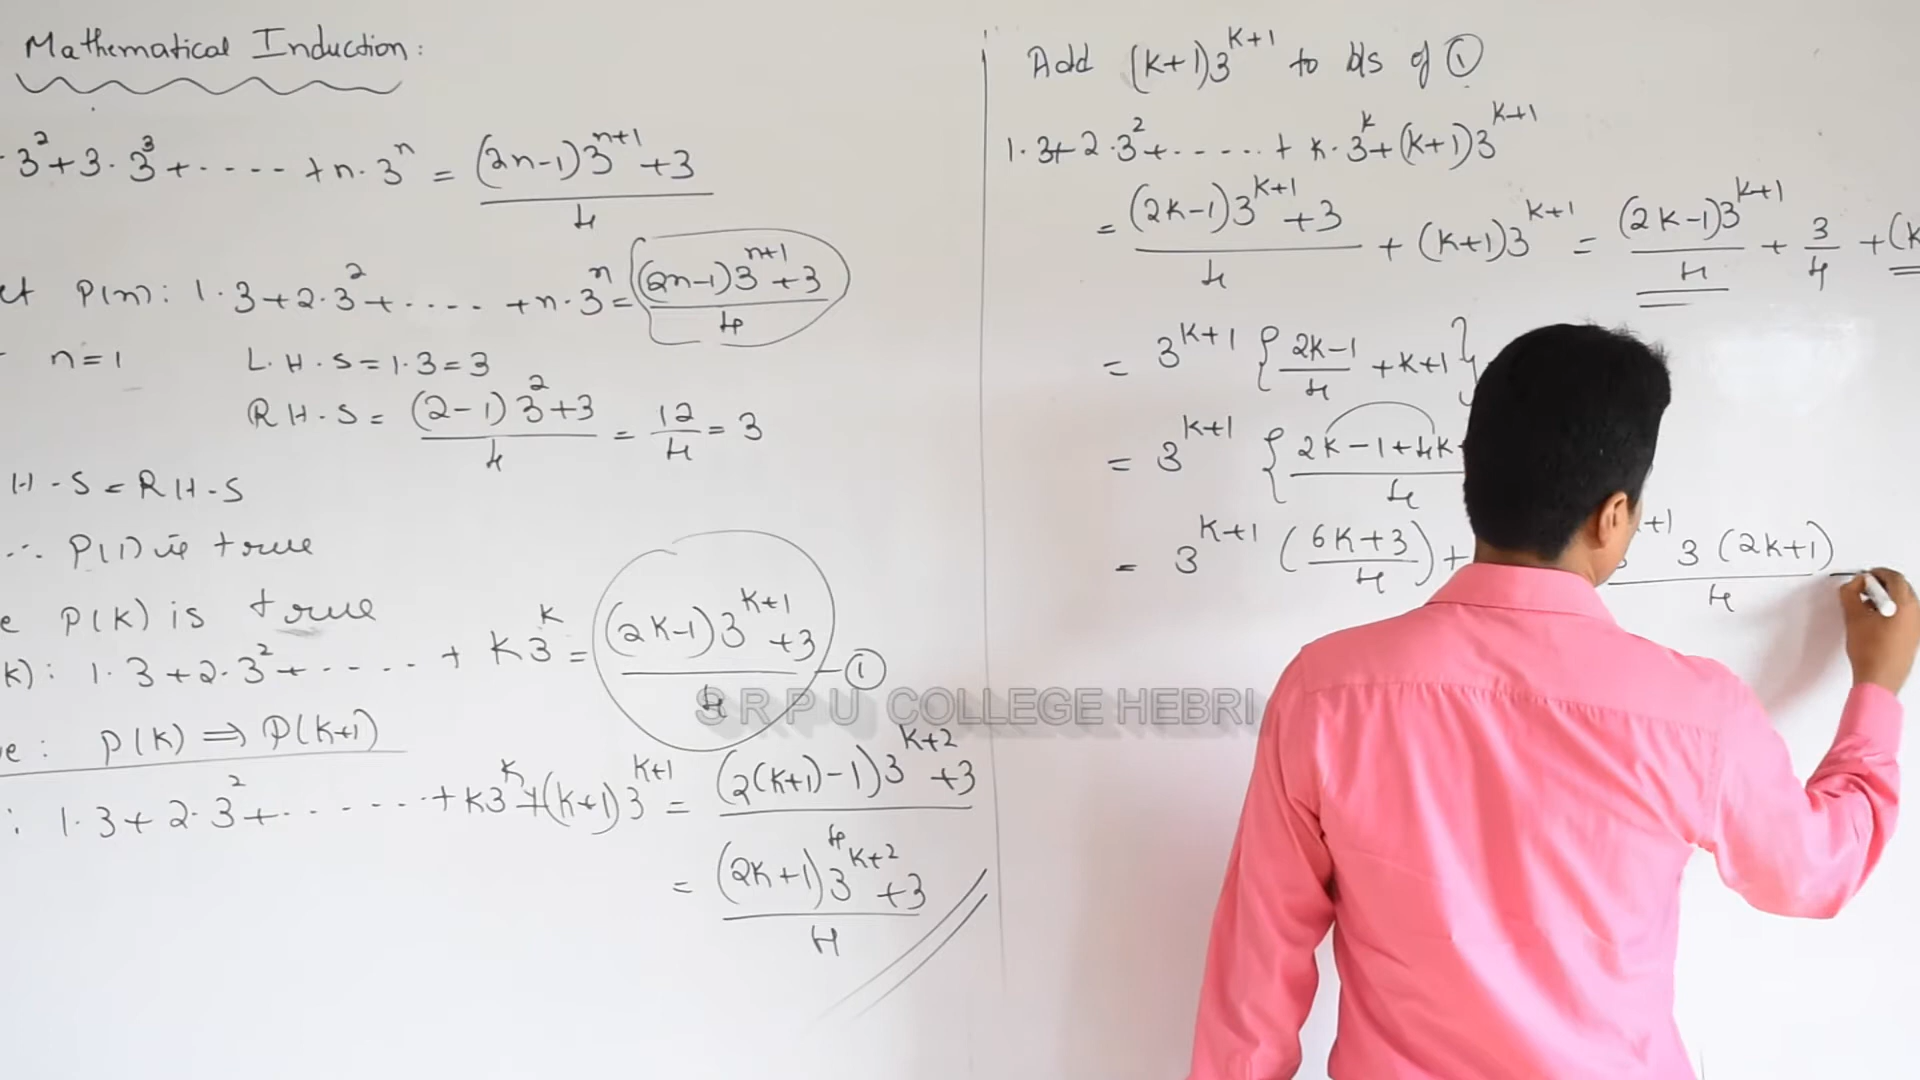 Mathematical Induction:
· 3² + 3 · 3³ + · · · · · + n · 3ⁿ = (2n-1)3ⁿ⁺¹ + 3 / 4
et P(n): 1 · 3 + 2 · 3² + · · · · · + n · 3ⁿ = (2n-1)3ⁿ⁺¹ + 3 / 4
n = 1 L. H. S = 1 · 3 = 3
R H. S = (2-1) 3² + 3 / 4 = 12 / 4 = 3
H - S = R H - S
∴ P(1) is true
e P(k) is true
k): 1 · 3 + 2 · 3² + · · · · · + K3ᵏ = (2k-1)3ᵏ⁺¹ + 3 / 4 — ①
e: P(k) ⇒ P(k+1)
: 1 · 3 + 2 · 3² + · · · · · · + k3ᵏ + (k+1)3ᵏ⁺¹ = (2(k+1)-1)3ᵏ⁺² + 3 / 4
= (2k+1)3ᵏ⁺² + 3 / 4
Add (k+1)3ᵏ⁺¹ to b/s of ①
1 · 3 + 2 · 3² + · · · · · + k · 3ᵏ + (k+1)3ᵏ⁺¹
= (2k-1)3ᵏ⁺¹ + 3 / 4 + (k+1)3ᵏ⁺¹ = (2k-1)3ᵏ⁺¹ / 4 + 3 / 4 + (k
= 3ᵏ⁺¹ { 2k-1 / 4 + k+1 }
= 3ᵏ⁺¹ { 2k-1+4k / 4
= 3ᵏ⁺¹ ( 6k+3 / 4 ) + +1 3 (2k+1) / 4
S R P U COLLEGE HEBRI